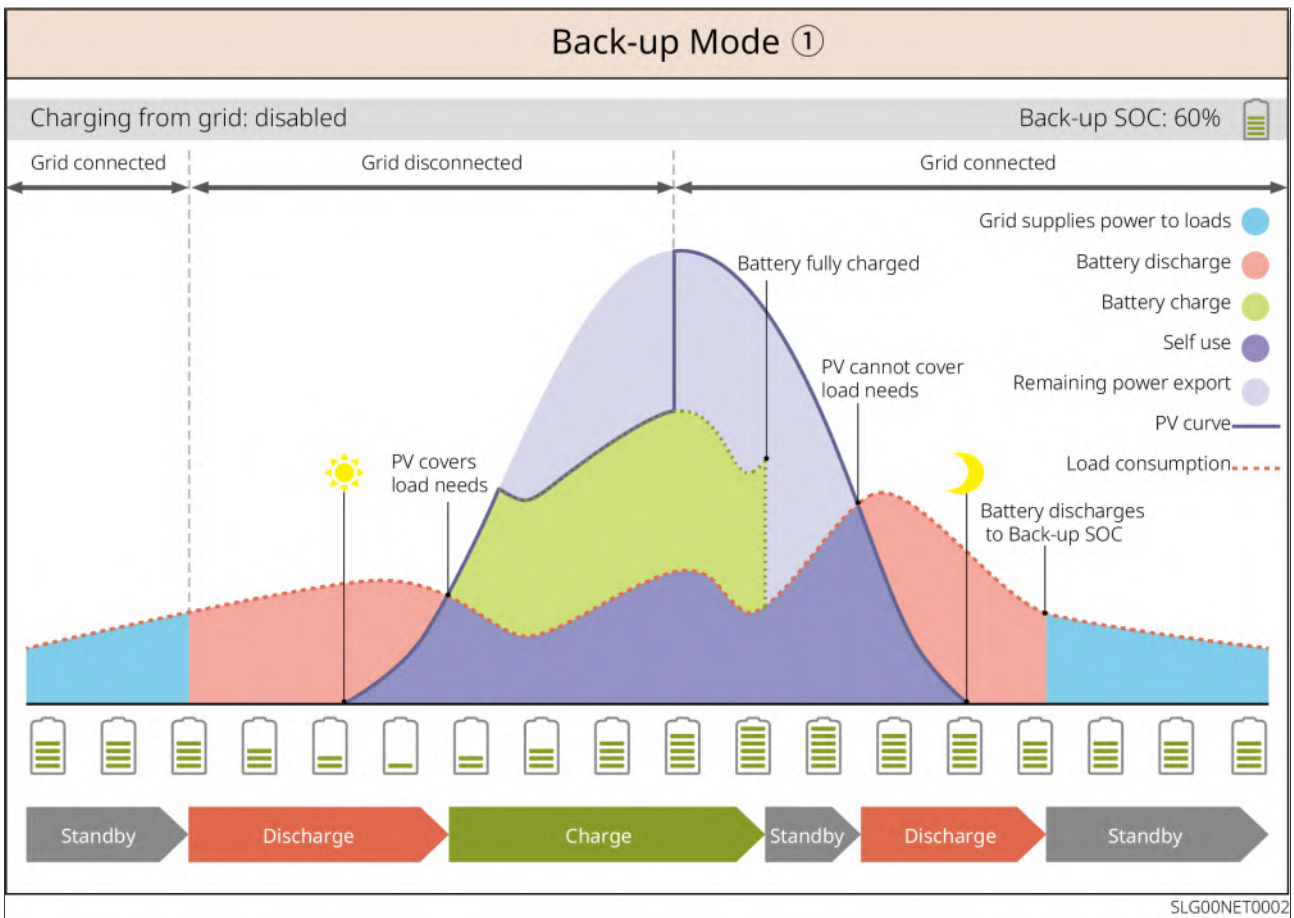 Back-up Mode ①
Charging from grid: disabled
Back-up SOC: 60%
Grid connected
Grid disconnected
Grid connected
Grid supplies power to loads
Battery discharge
Battery charge
Self use
Remaining power export
PV curve
Load consumption
Battery fully charged
PV cannot cover
load needs
PV covers
load needs
Battery discharges
to Back-up SOC
Standby
Discharge
Charge
Standby
Discharge
Standby
SLG00NET0002